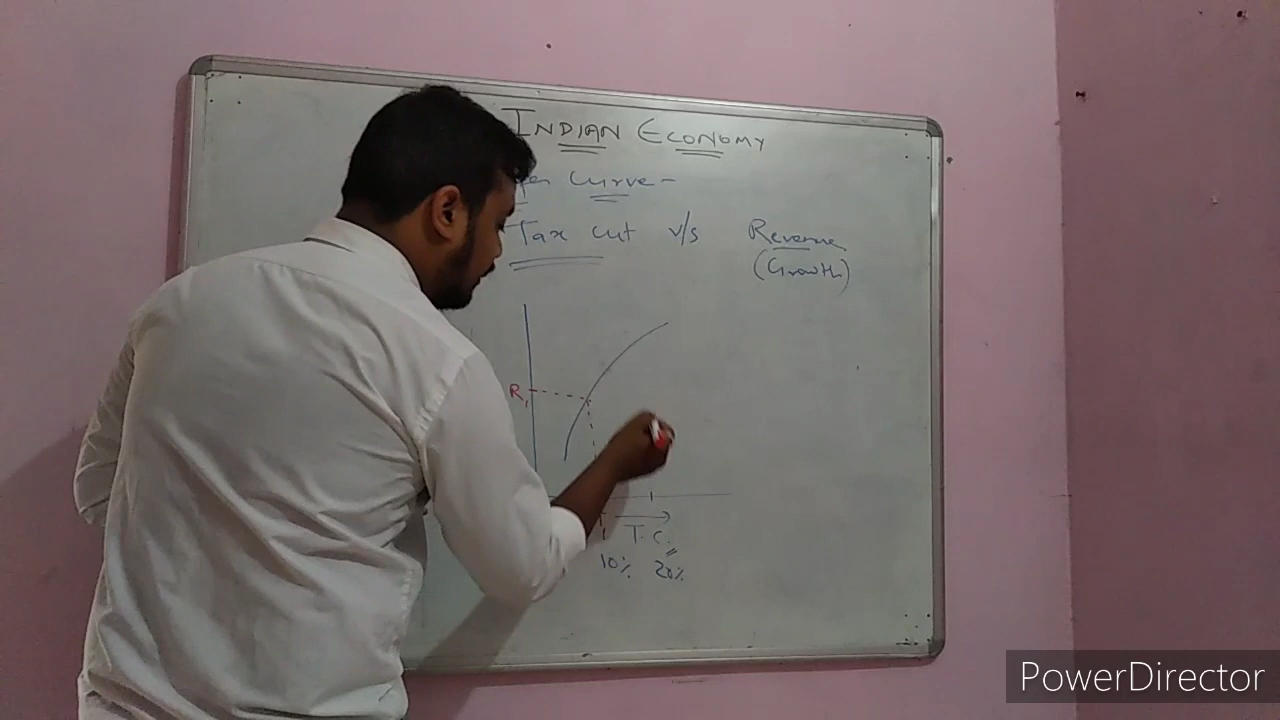 INDIAN ECONOMY
Curve -
Tax cut v/s Revenue
(Growth)
R1
T.C.
10% 20%
PowerDirector